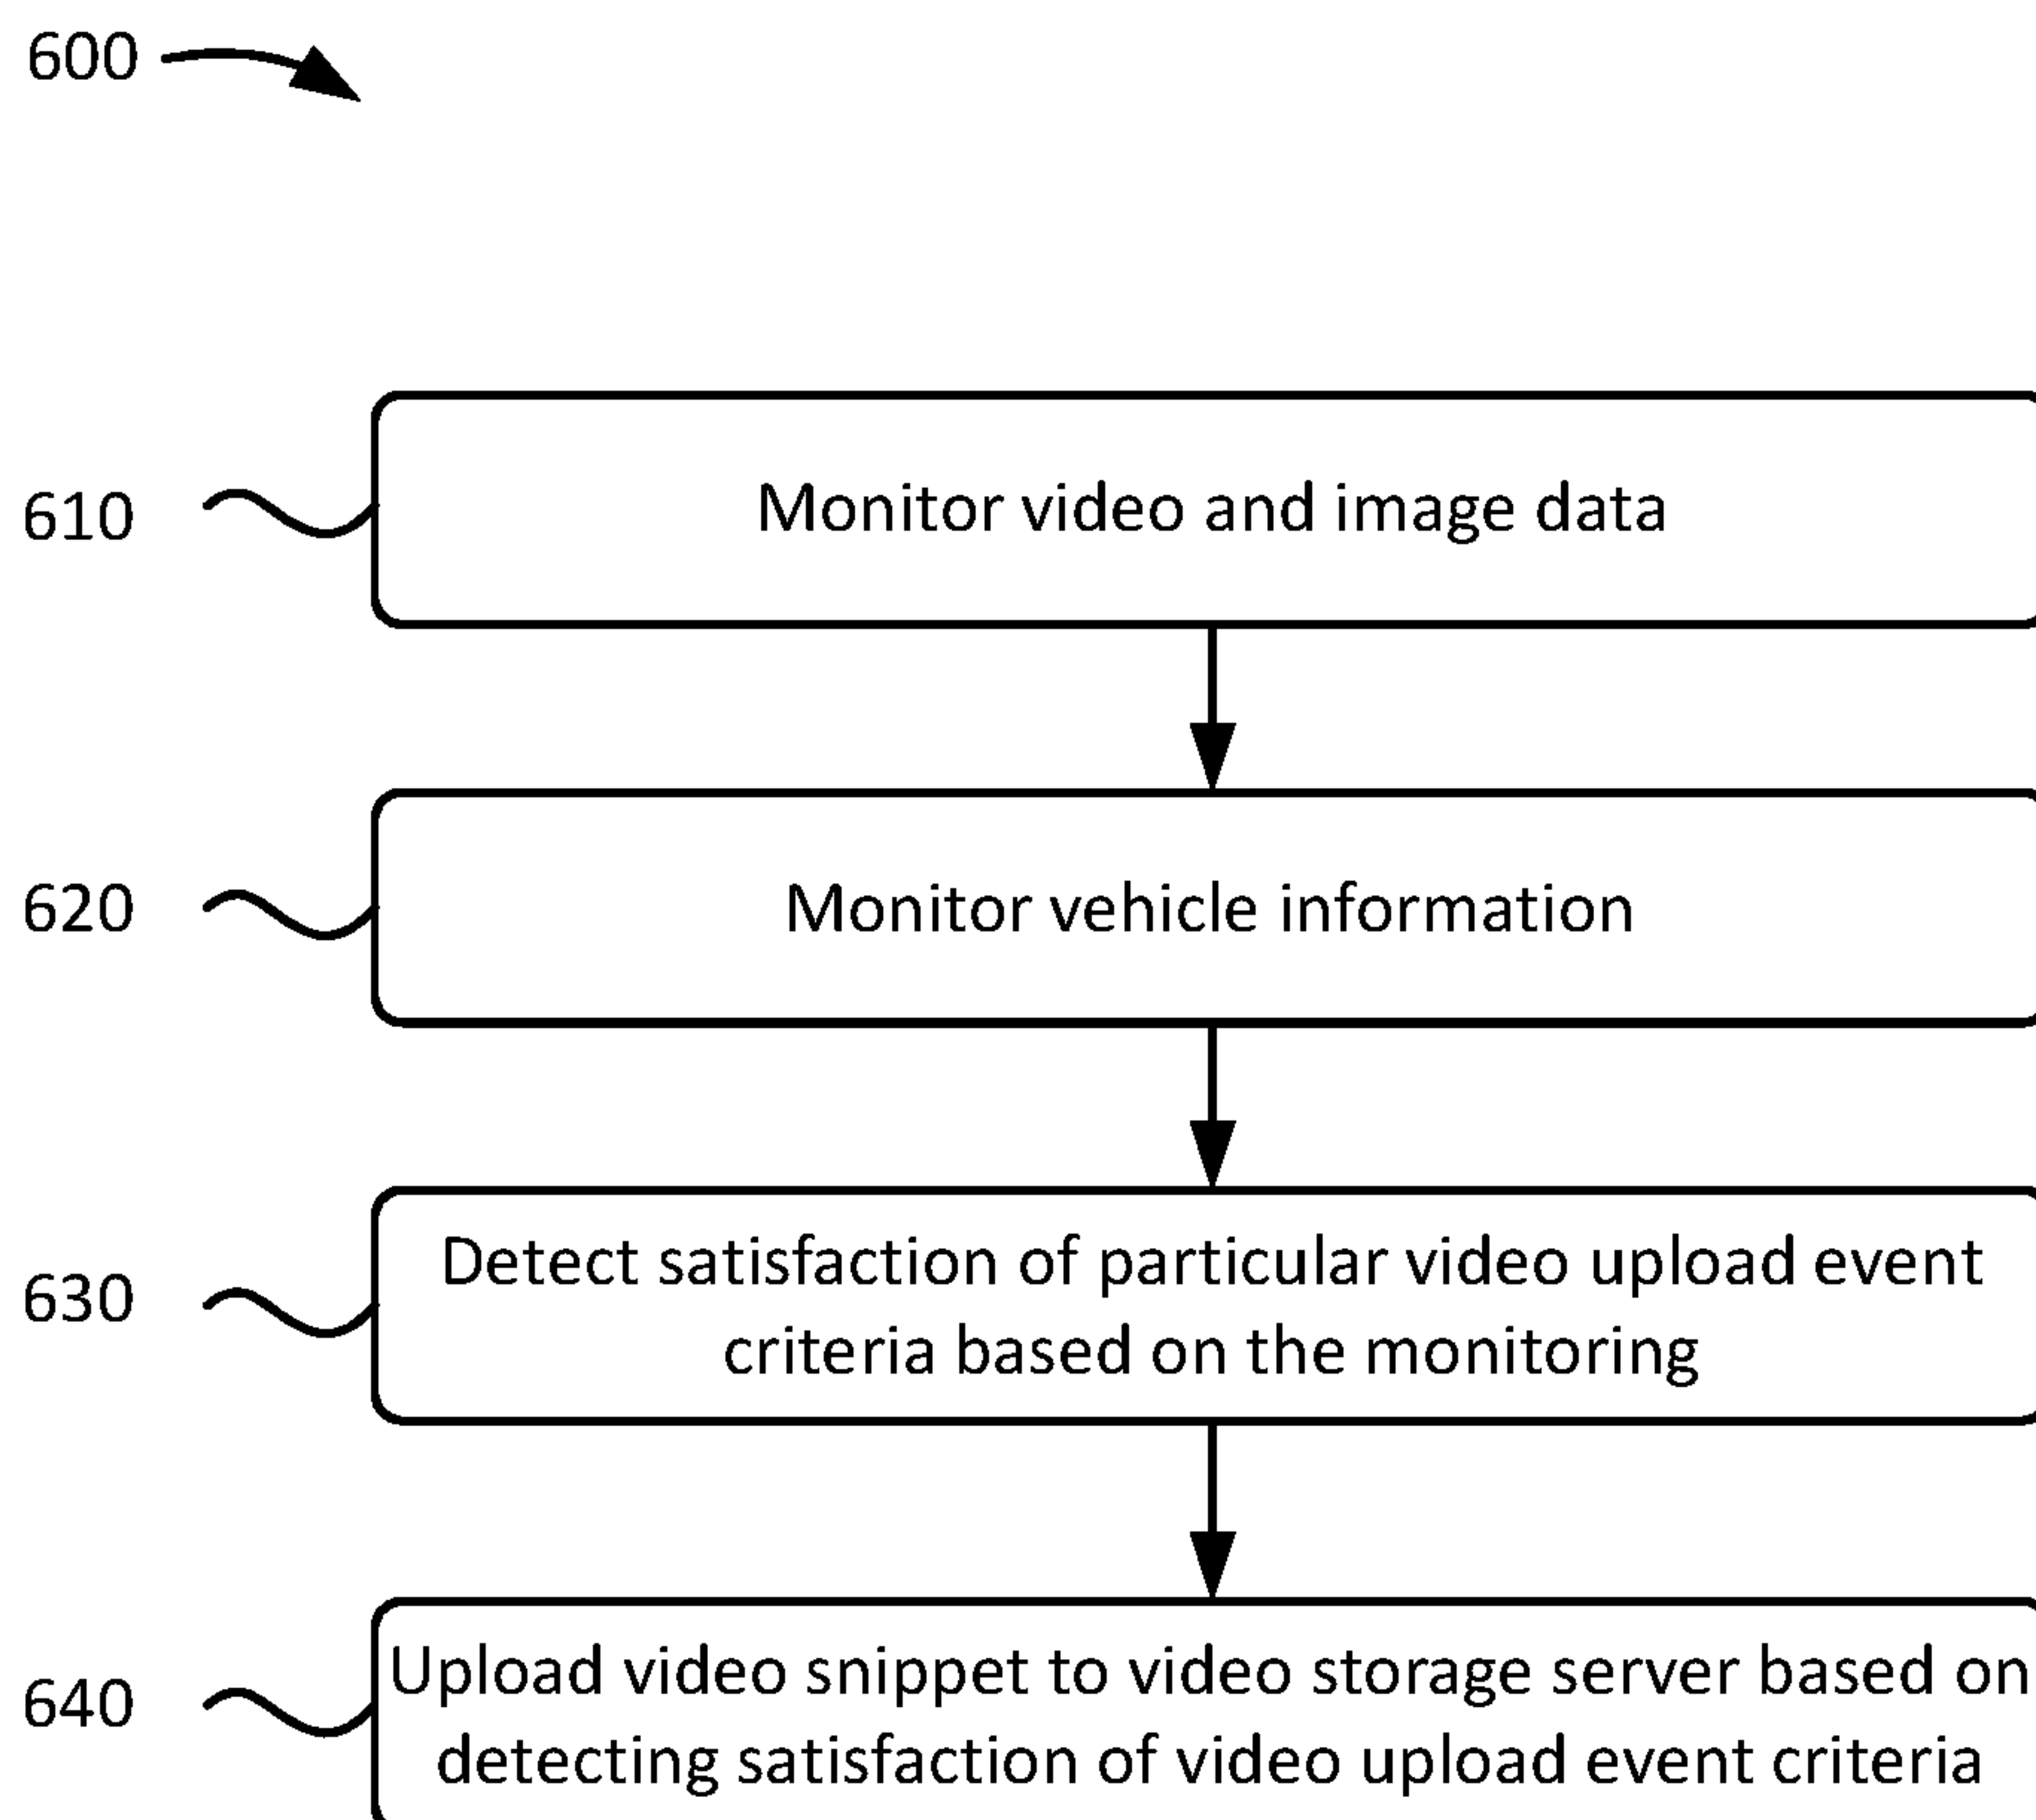 600
610
Monitor video and image data
620
Monitor vehicle information
630
Detect satisfaction of particular video upload event
criteria based on the monitoring
640
Upload video snippet to video storage server based on
detecting satisfaction of video upload event criteria